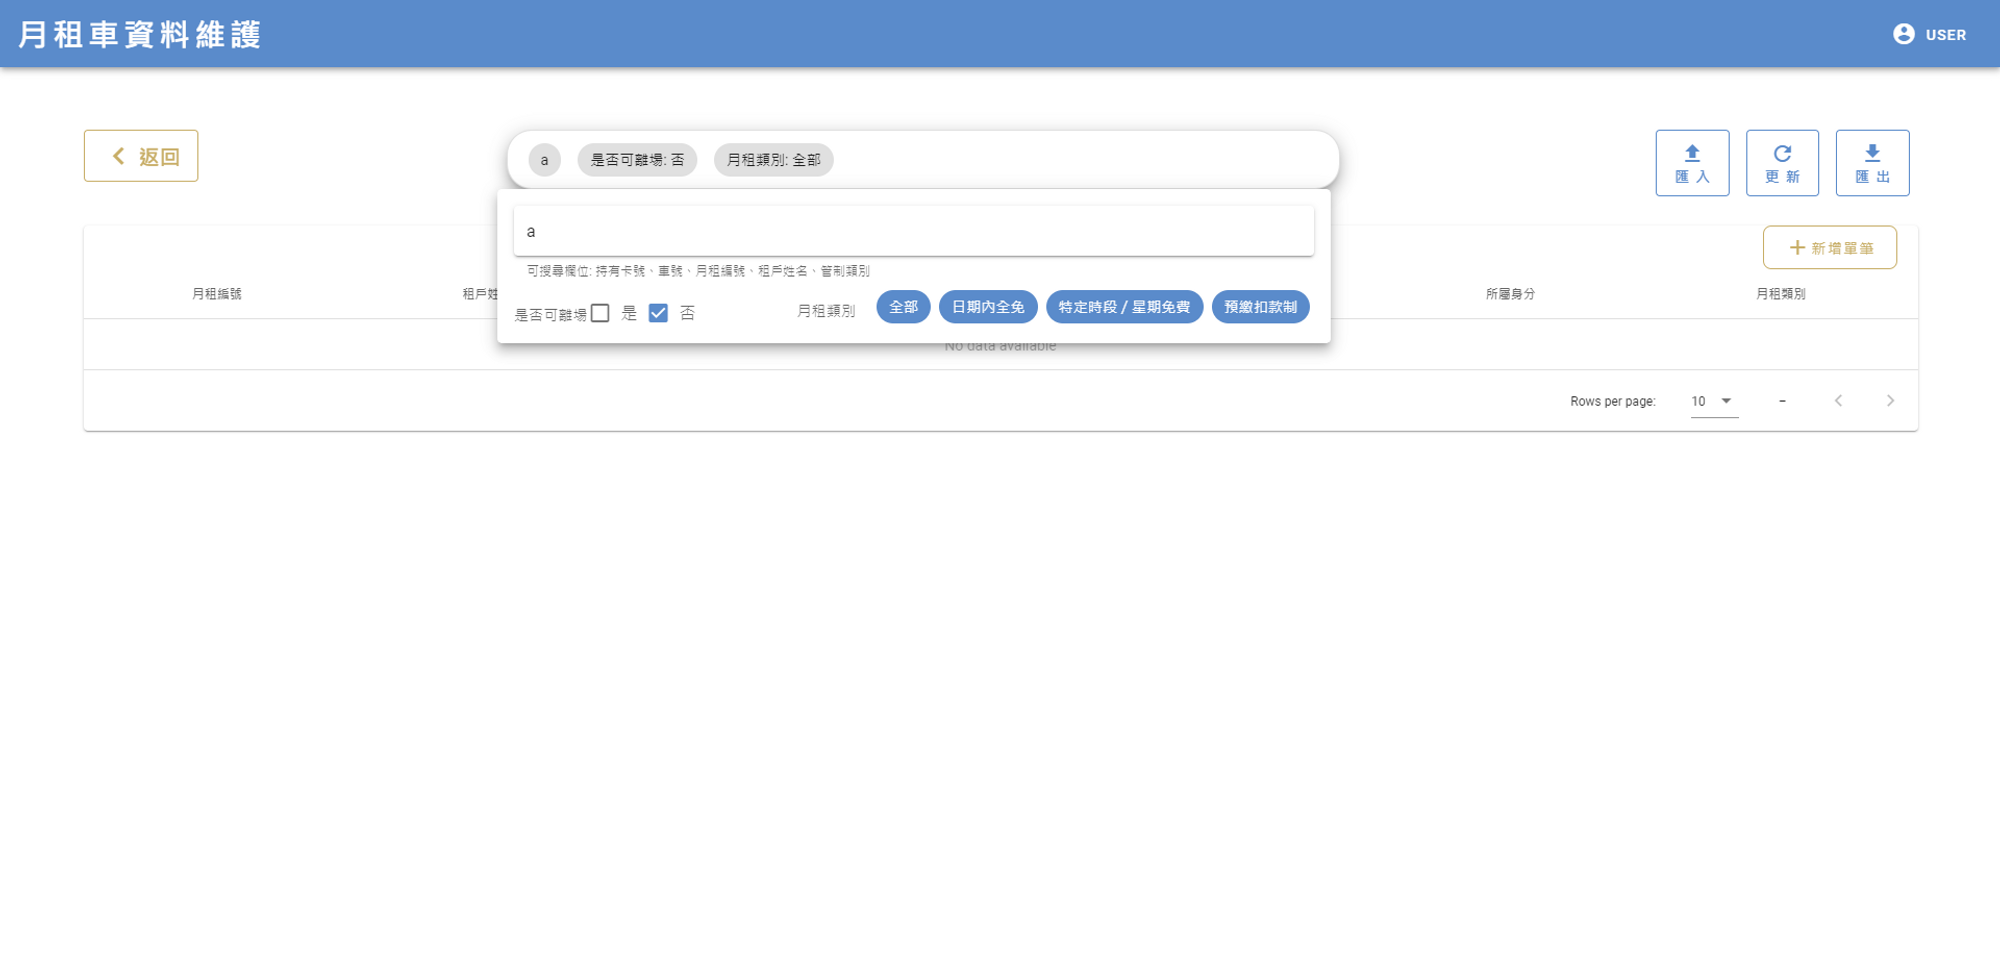 月租車資料維護
USER
返回
a
是否可離場: 否
月租類別: 全部
匯入
更新
匯出
a
新增單筆
可搜尋欄位: 持有卡號、車號、月租編號、租戶姓名、管制類別
月租編號
租戶姓
所屬身分
月租類別
是否可離場 是 否
月租類別 全部 日期內全免 特定時段 / 星期免費 預繳扣款制
No data available
Rows per page: 10 –